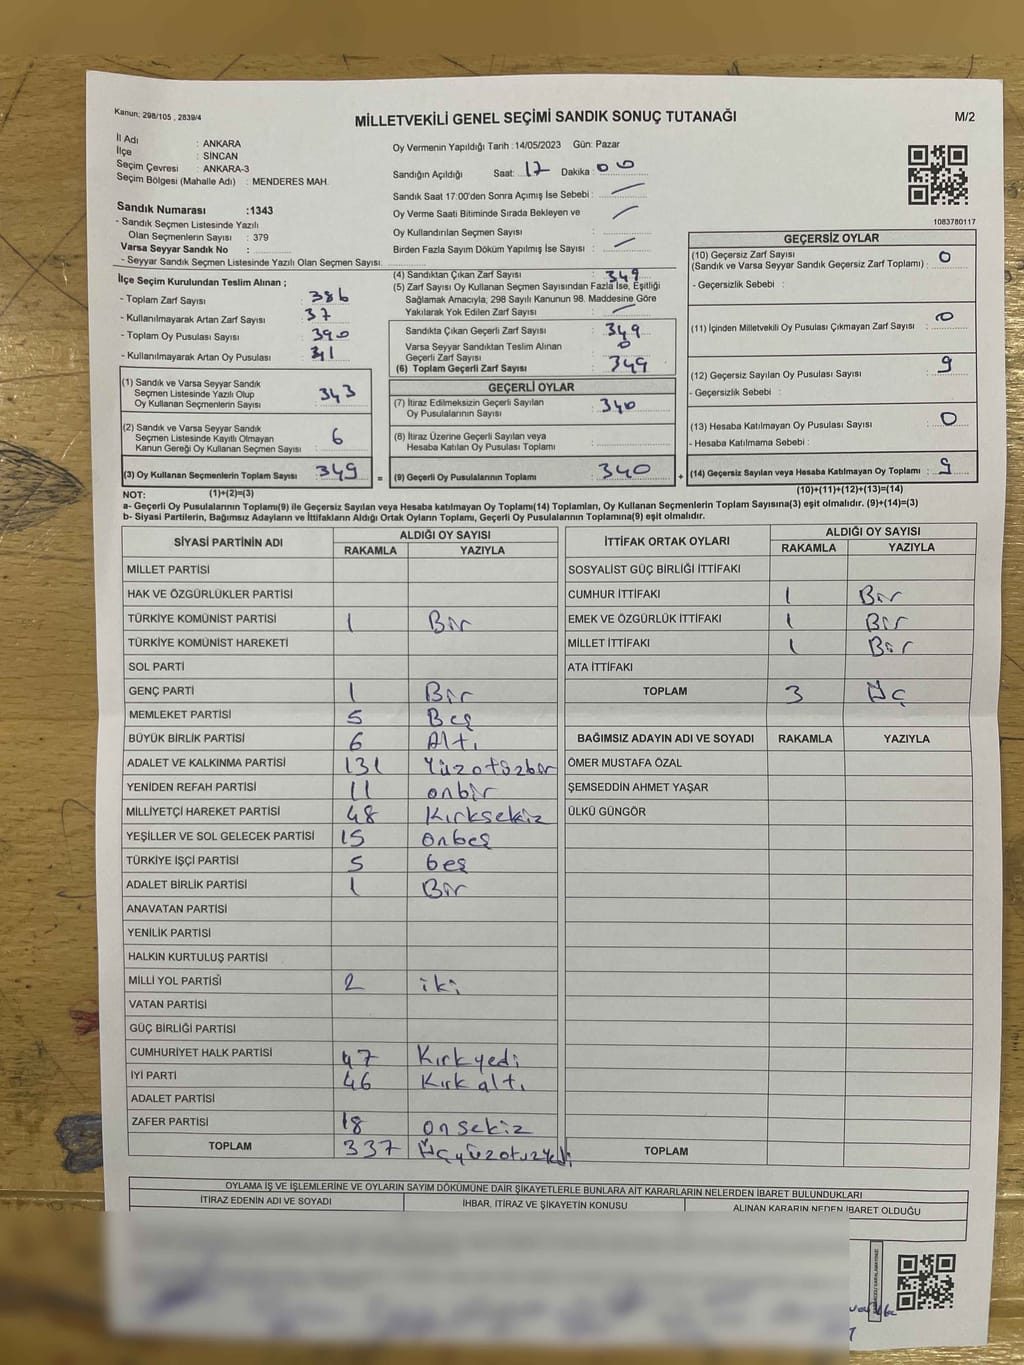 Kanun: 298/105 , 2839/4
MİLLETVEKİLİ GENEL SEÇİMİ SANDIK SONUÇ TUTANAĞI
M/2
İl Adı : ANKARA
İlçe : SİNCAN
Seçim Çevresi : ANKARA-3
Seçim Bölgesi (Mahalle Adı) : MENDERES MAH.
Sandık Numarası :1343
- Sandık Seçmen Listesinde Yazılı
Olan Seçmenlerin Sayısı : 379
Varsa Seyyar Sandık No :
- Seyyar Sandık Seçmen Listesinde Yazılı Olan Seçmen Sayısı:
Oy Vermenin Yapıldığı Tarih :14/05/2023 Gün: Pazar
Sandığın Açıldığı Saat: 17 Dakika : 00
Sandık Saat 17:00'den Sonra Açımış İse Sebebi :
Oy Verme Saati Bitiminde Sırada Bekleyen ve
Oy Kullandırılan Seçmen Sayısı :
Birden Fazla Sayım Döküm Yapılmış İse Sayısı :
1083780117
İlçe Seçim Kurulundan Teslim Alınan ;
- Toplam Zarf Sayısı : 386
- Kullanılmayarak Artan Zarf Sayısı : 37
- Toplam Oy Pusulası Sayısı : 390
- Kullanılmayarak Artan Oy Pusulası : 41
(1) Sandık ve Varsa Seyyar Sandık
Seçmen Listesinde Yazılı Olup
Oy Kullanan Seçmenlerin Sayısı : 343
(2) Sandık ve Varsa Seyyar Sandık
Seçmen Listesinde Kayıtlı Olmayan
Kanun Gereği Oy Kullanan Seçmen Sayısı : 6
(3) Oy Kullanan Seçmenlerin Toplam Sayısı : 349
(4) Sandıktan Çıkan Zarf Sayısı : 349
(5) Zarf Sayısı Oy Kullanan Seçmen Sayısından Fazla İse, Eşitliği
Sağlamak Amacıyla; 298 Sayılı Kanunun 98. Maddesine Göre
Yakılarak Yok Edilen Zarf Sayısı :
Sandıkta Çıkan Geçerli Zarf Sayısı : 349
Varsa Seyyar Sandıktan Teslim Alınan
Geçerli Zarf Sayısı : 0
(6) Toplam Geçerli Zarf Sayısı : 349
GEÇERLİ OYLAR
(7) İtiraz Edilmeksizin Geçerli Sayılan
Oy Pusulalarının Sayısı : 340
(8) İtiraz Üzerine Geçerli Sayılan veya
Hesaba Katılan Oy Pusulası Toplamı :
= (9) Geçerli Oy Pusulalarının Toplamı : 340 +
GEÇERSİZ OYLAR
(10) Geçersiz Zarf Sayısı
(Sandık ve Varsa Seyyar Sandık Geçersiz Zarf Toplamı) : 0
- Geçersizlik Sebebi :
(11) İçinden Milletvekili Oy Pusulası Çıkmayan Zarf Sayısı : 0
(12) Geçersiz Sayılan Oy Pusulası Sayısı : 9
- Geçersizlik Sebebi :
(13) Hesaba Katılmayan Oy Pusulası Sayısı : 0
- Hesaba Katılmama Sebebi :
(14) Geçersiz Sayılan veya Hesaba Katılmayan Oy Toplamı : 9
NOT: (1)+(2)=(3)
(10)+(11)+(12)+(13)=(14)
a- Geçerli Oy Pusulalarının Toplamı(9) ile Geçersiz Sayılan veya Hesaba katılmayan Oy Toplamı(14) Toplamları, Oy Kullanan Seçmenlerin Toplam Sayısına(3) eşit olmalıdır. (9)+(14)=(3)
b- Siyasi Partilerin, Bağımsız Adayların ve İttifakların Aldığı Ortak Oyların Toplamı, Geçerli Oy Pusulalarının Toplamına(9) eşit olmalıdır.
SİYASİ PARTİNİN ADI ALDIĞI OY SAYISI
RAKAMLA YAZIYLA
MİLLET PARTİSİ
HAK VE ÖZGÜRLÜKLER PARTİSİ
TÜRKİYE KOMÜNİST PARTİSİ 1 Bir
TÜRKİYE KOMÜNİST HAREKETİ
SOL PARTİ
GENÇ PARTİ 1 Bir
MEMLEKET PARTİSİ 5 Beş
BÜYÜK BİRLİK PARTİSİ 6 Altı
ADALET VE KALKINMA PARTİSİ 131 Yüzotuzbir
YENİDEN REFAH PARTİSİ 11 onbir
MİLLİYETÇİ HAREKET PARTİSİ 48 Kırksekiz
YEŞİLLER VE SOL GELECEK PARTİSİ 15 onbeş
TÜRKİYE İŞÇİ PARTİSİ 5 beş
ADALET BİRLİK PARTİSİ 1 Bir
ANAVATAN PARTİSİ
YENİLİK PARTİSİ
HALKIN KURTULUŞ PARTİSİ
MİLLİ YOL PARTİSİ 2 iki
VATAN PARTİSİ
GÜÇ BİRLİĞİ PARTİSİ
CUMHURİYET HALK PARTİSİ 47 Kırkyedi
İYİ PARTİ 46 Kırk altı
ADALET PARTİSİ
ZAFER PARTİSİ 18 onsekiz
TOPLAM 337 Üçyüzotuzyedi
İTTİFAK ORTAK OYLARI ALDIĞI OY SAYISI
RAKAMLA YAZIYLA
SOSYALİST GÜÇ BİRLİĞİ İTTİFAKI
CUMHUR İTTİFAKI 1 Bir
EMEK VE ÖZGÜRLÜK İTTİFAKI 1 Bir
MİLLET İTTİFAKI 1 Bir
ATA İTTİFAKI
TOPLAM 3 Üç
BAĞIMSIZ ADAYIN ADI VE SOYADI RAKAMLA YAZIYLA
ÖMER MUSTAFA ÖZAL
ŞEMSEDDİN AHMET YAŞAR
ÜLKÜ GÜNGÖR
TOPLAM
OYLAMA İŞ VE İŞLEMLERİNE VE OYLARIN SAYIM DÖKÜMÜNE DAİR ŞİKAYETLERLE BUNLARA AİT KARARLARIN NELERDEN İBARET BULUNDUKLARI
İTİRAZ EDENİN ADI VE SOYADI İHBAR, İTİRAZ VE ŞİKAYETİN KONUSU ALINAN KARARIN NEDEN İBARET OLDUĞU